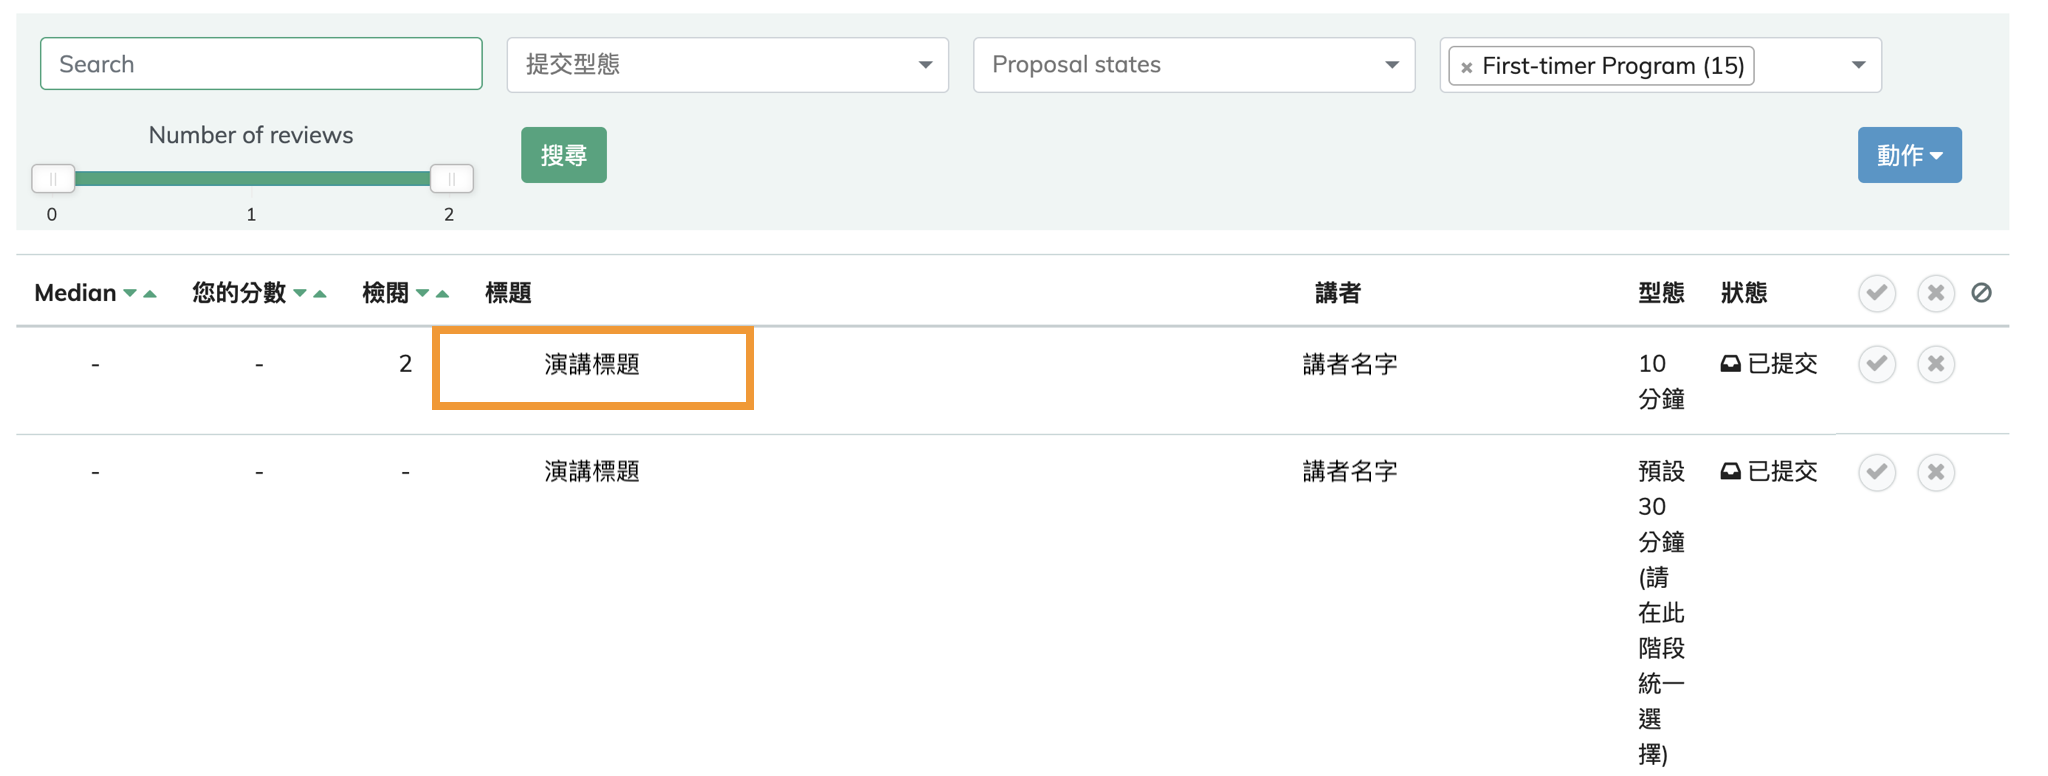 Search
提交型態
Proposal states
× First-timer Program (15)
Number of reviews
搜尋
動作
0 1 2
Median 您的分數 檢閱 標題 講者 型態 狀態
- - 2 演講標題 講者名字 10 已提交
分鐘
- - - 演講標題 講者名字 預設 已提交
30
分鐘
(請
在此
階段
統一
選
擇)